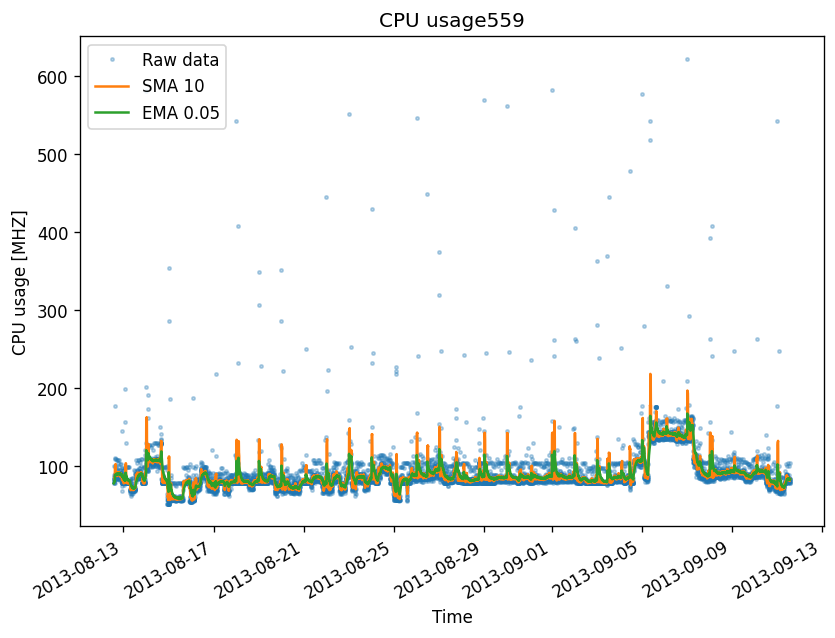 CPU usage559
Raw data
SMA 10
EMA 0.05
600
500
400
300
200
100
CPU usage [MHZ]
2013-08-13
2013-08-17
2013-08-21
2013-08-25
2013-08-29
2013-09-01
2013-09-05
2013-09-09
2013-09-13
Time